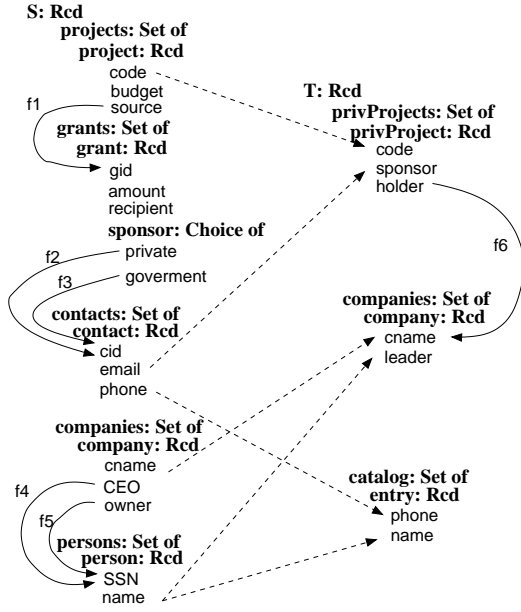 S: Rcd
projects: Set of
project: Rcd
code
budget
source
f1
grants: Set of
grant: Rcd
gid
amount
recipient
sponsor: Choice of
private
f2
f3
goverment
contacts: Set of
contact: Rcd
cid
email
phone
companies: Set of
company: Rcd
cname
CEO
owner
f4
f5
persons: Set of
person: Rcd
SSN
name
T: Rcd
privProjects: Set of
privProject: Rcd
code
sponsor
holder
f6
companies: Set of
company: Rcd
cname
leader
catalog: Set of
entry: Rcd
phone
name